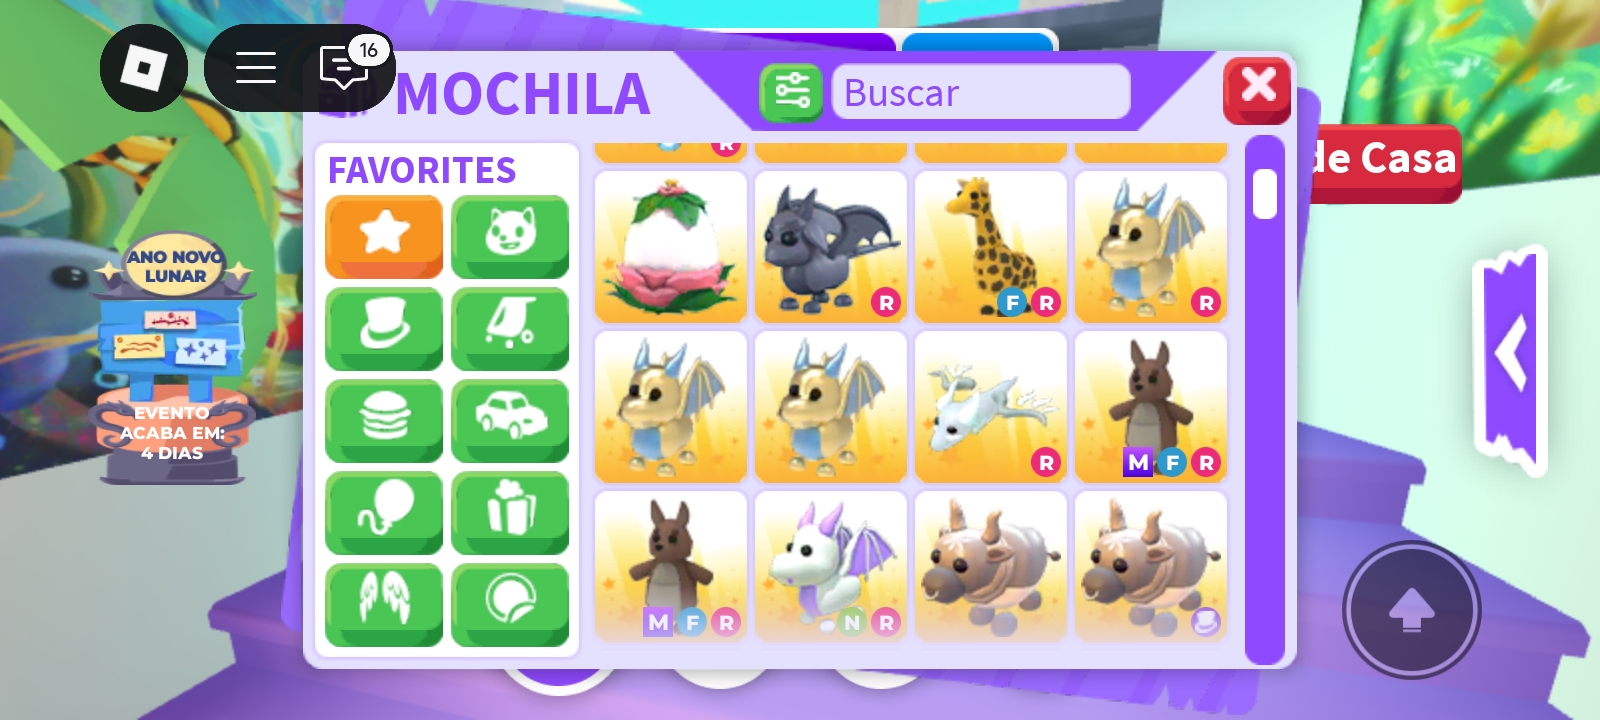 16
MOCHILA
Buscar
FAVORITES
de Casa
ANO NOVO
LUNAR
EVENTO
ACABA EM:
4 DIAS
R
R
F R
R
R
M F R
M F R
N R